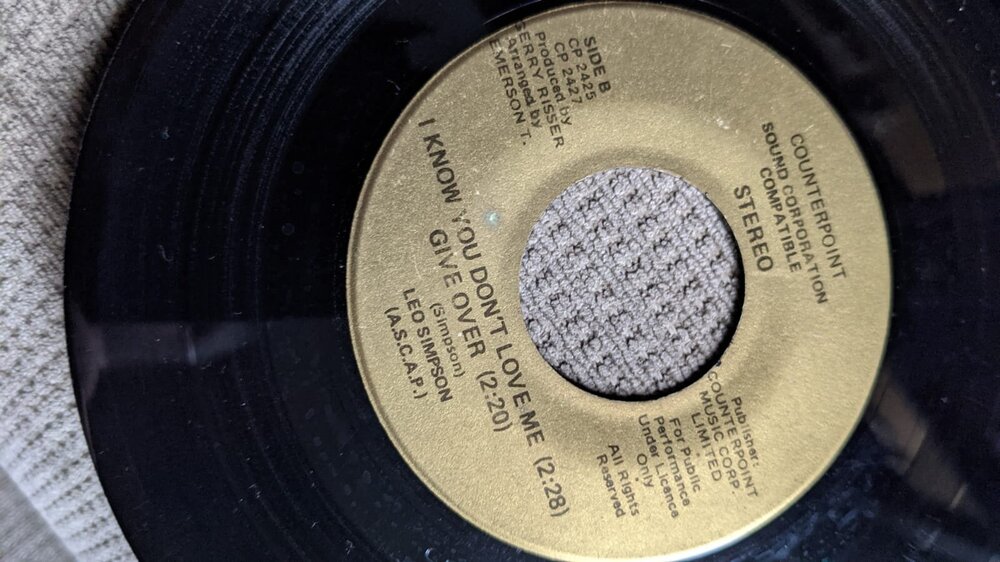 COUNTERPOINT
SOUND CORPORATION
COMPATIBLE
STEREO
SIDE B
CP 2425
CP 2427
Produced by
GERRY RISSER
Arranged by
EMERSON T.
Publisher:
COUNTERPOINT
MUSIC CORP.
LIMITED
For Public
Performance
Under Licence
Only
All Rights
Reserved
I KNOW YOU DON'T LOVE ME (2:28)
GIVE OVER (2:20)
(Simpson)
LEO SIMPSON
(A.S.C.A.P.)